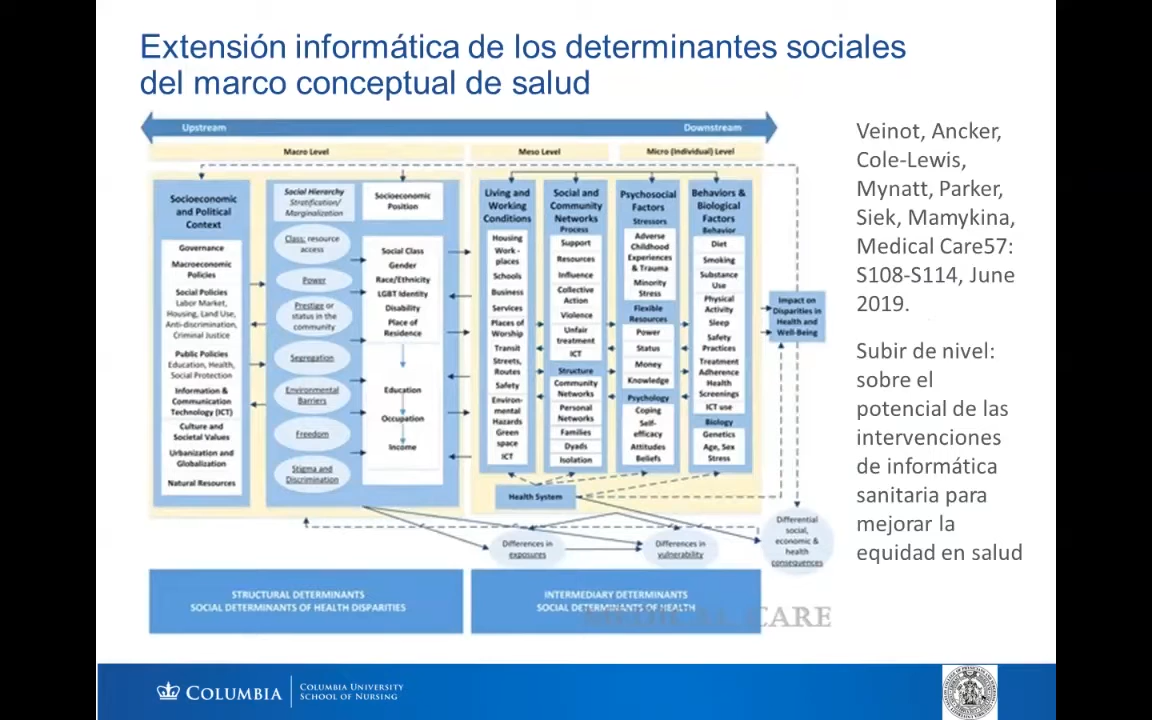 Extensión informática de los determinantes sociales
del marco conceptual de salud
Upstream
Downstream
Macro Level
Meso Level
Micro (Individual) Level
Socioeconomic
and Political
Context
Governance
Macroeconomic
Policies
Social Policies
Labor Market,
Housing, Land Use,
Anti-discrimination,
Criminal Justice
Public Policies
Education, Health,
Social Protection
Information &
Communication
Technology (ICT)
Culture and
Societal Values
Urbanization and
Globalization
Natural Resources
Social Hierarchy
Stratification/
Marginalization
Class: resource
access
Power
Prestige or
status in the
community
Segregation
Environmental
Barriers
Freedom
Stigma and
Discrimination
Socioeconomic
Position
Social Class
Gender
Race/Ethnicity
LGBT Identity
Disability
Place of
Residence
Education
Occupation
Income
Living and
Working
Conditions
Housing
Work -
places
Schools
Business
Services
Places of
Worship
Transit
Streets,
Routes
Safety
Environ-
mental
Hazards
Green
space
ICT
Social and
Community
Networks
Process
Support
Resources
Influence
Collective
Action
Violence
Unfair
treatment
ICT
Structure
Community
Networks
Personal
Networks
Families
Dyads
Isolation
Psychosocial
Factors
Stressors
Adverse
Childhood
Experiences
& Trauma
Minority
Stress
Flexible
Resources
Power
Status
Money
Knowledge
Psychology
Coping
Self-
efficacy
Attitudes
Beliefs
Behaviors &
Biological
Factors
Behavior
Diet
Smoking
Substance
Use
Physical
Activity
Sleep
Safety
Practices
Treatment
Adherence
Health
Screenings
ICT use
Biology
Genetics
Age, Sex
Stress
Impact on
Disparities in
Health and
Well-Being
Health System
Differences in
exposures
Differences in
vulnerability
Differential
social,
economic &
health
consequences
STRUCTURAL DETERMINANTS
SOCIAL DETERMINANTS OF HEALTH DISPARITIES
INTERMEDIARY DETERMINANTS
SOCIAL DETERMINANTS OF HEALTH
MEDICAL CARE
Veinot, Ancker,
Cole-Lewis,
Mynatt, Parker,
Siek, Mamykina,
Medical Care57:
S108-S114, June
2019.
Subir de nivel:
sobre el
potencial de las
intervenciones
de informática
sanitaria para
mejorar la
equidad en salud
COLUMBIA
COLUMBIA UNIVERSITY
SCHOOL OF NURSING